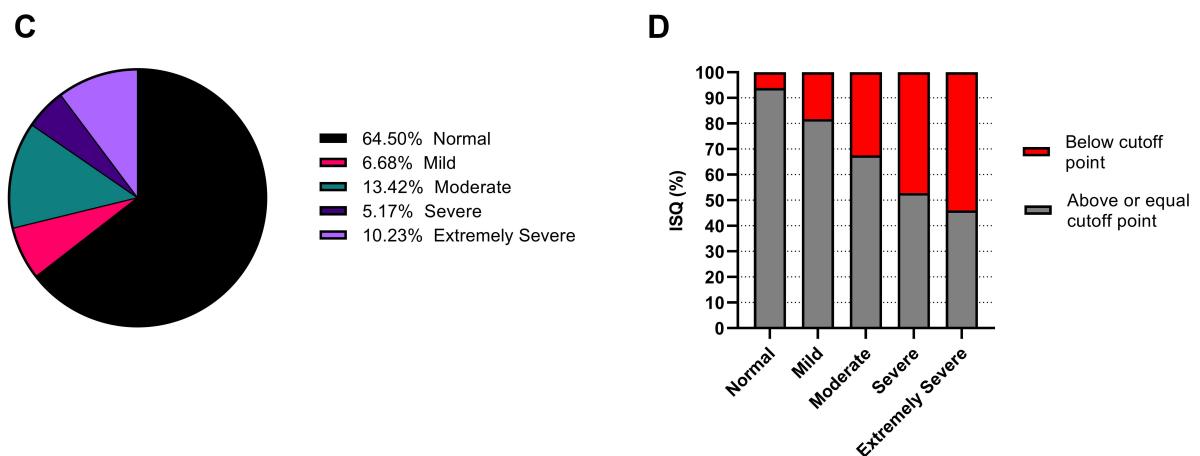 C
64.50% Normal
6.68% Mild
13.42% Moderate
5.17% Severe
10.23% Extremely Severe
D
ISQ (%)
100
90
80
70
60
50
40
30
20
10
0
Normal
Mild
Moderate
Severe
Extremely Severe
Below cutoff
point
Above or equal
cutoff point